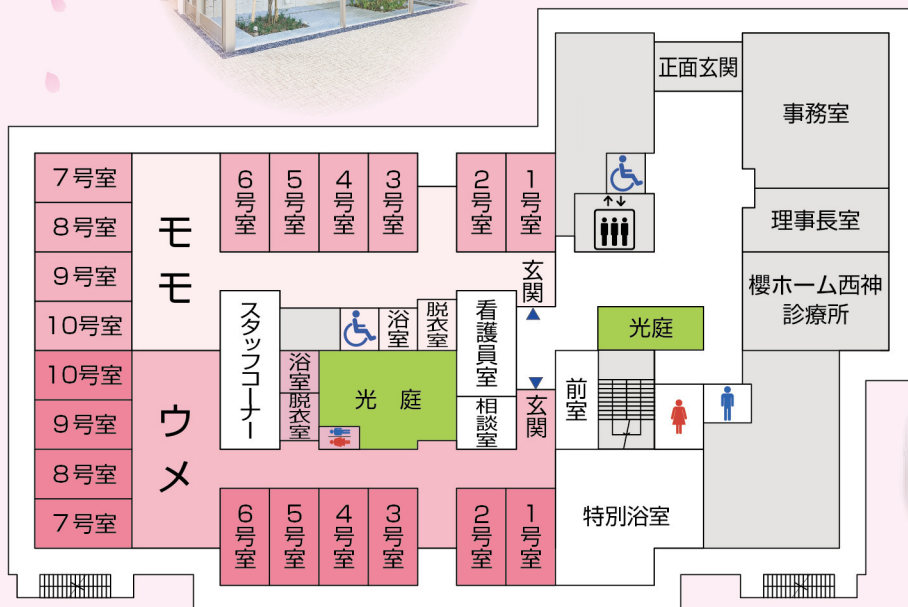 正面玄関
事務室
理事長室
櫻ホーム西神
診療所
7号室
8号室
9号室
10号室
モモ
6号室
5号室
4号室
3号室
2号室
1号室
玄関
スタッフコーナー
浴室
脱衣室
看護員室
光庭
浴室
脱衣室
光庭
相談室
玄関
前室
10号室
9号室
8号室
7号室
ウメ
6号室
5号室
4号室
3号室
2号室
1号室
特別浴室